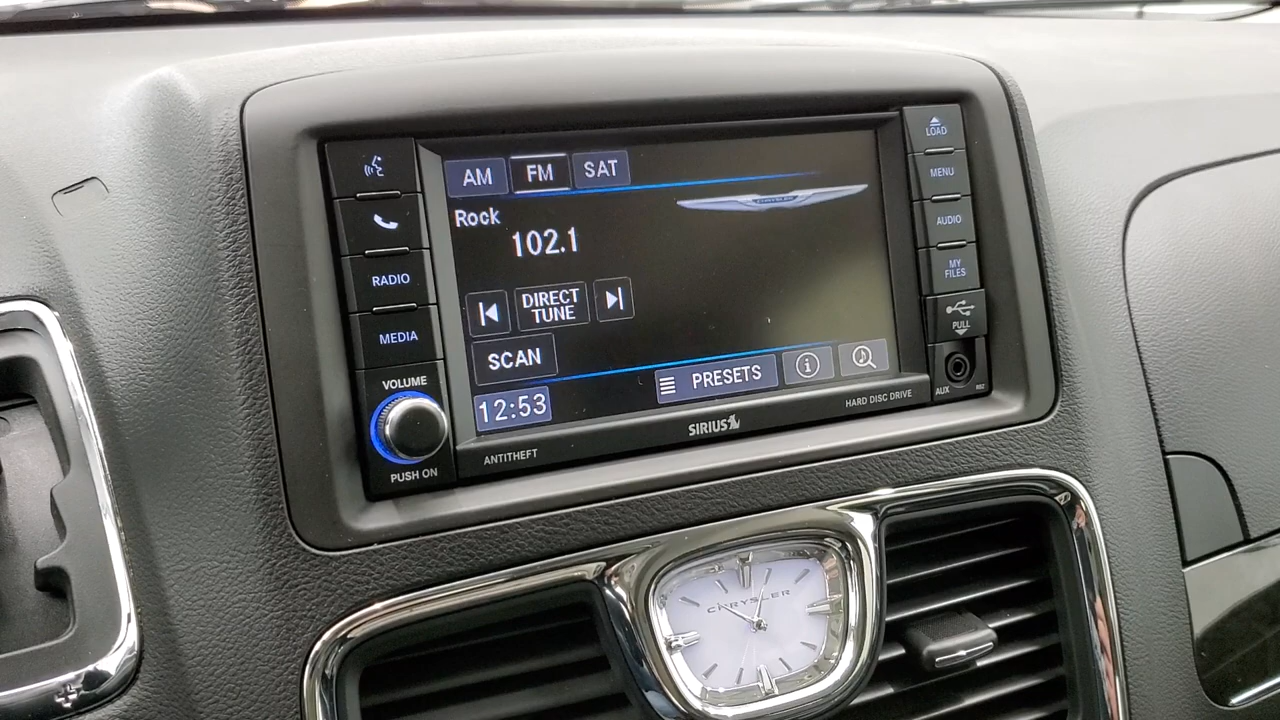 LOAD
MENU
AUDIO
MY
FILES
PULL
AUX
RADIO
MEDIA
VOLUME
PUSH ON
AM FM SAT
Rock
102.1
DIRECT
TUNE
SCAN
PRESETS
12:53
SIRIUS
HARD DISC DRIVE
ANTITHEFT
CHRYSLER